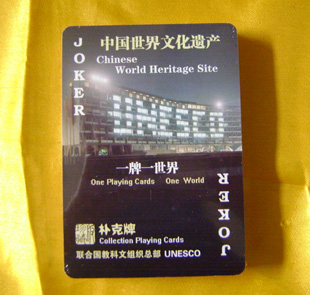 JOKER
中国世界文化遗产
Chinese
World Heritage Site
一牌一世界
One Playing Cards One World
朴克牌
Collection Playing Cards
联合国教科文组织总部 UNESCO
JOKER